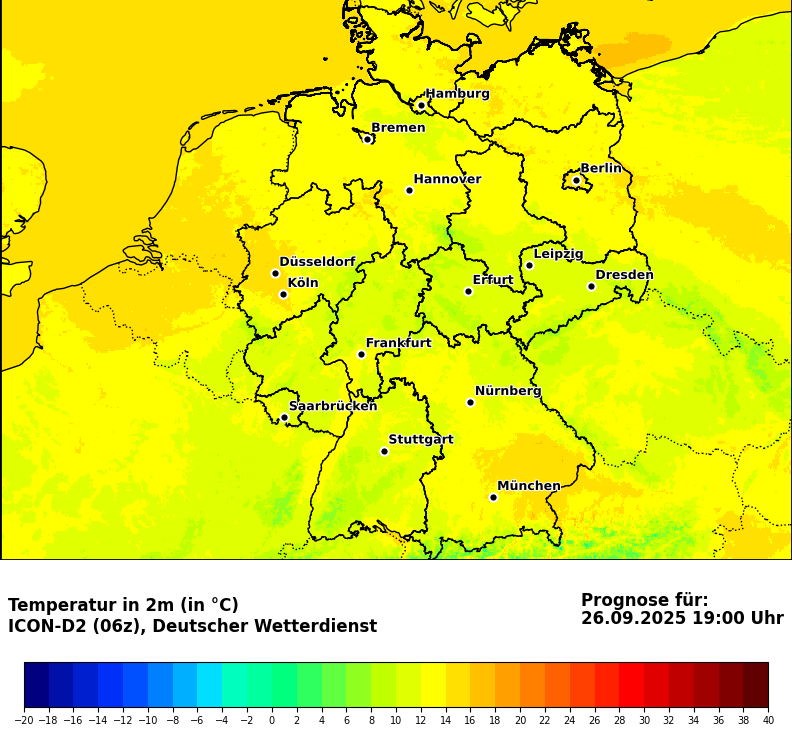 Hamburg
Bremen
Berlin
Hannover
Leipzig
Düsseldorf
Dresden
Köln
Erfurt
Frankfurt
Nürnberg
Saarbrücken
Stuttgart
München
Temperatur in 2m (in °C)
ICON-D2 (06z), Deutscher Wetterdienst
Prognose für:
26.09.2025 19:00 Uhr
−20 −18 −16 −14 −12 −10 −8 −6 −4 −2 0 2 4 6 8 10 12 14 16 18 20 22 24 26 28 30 32 34 36 38 40